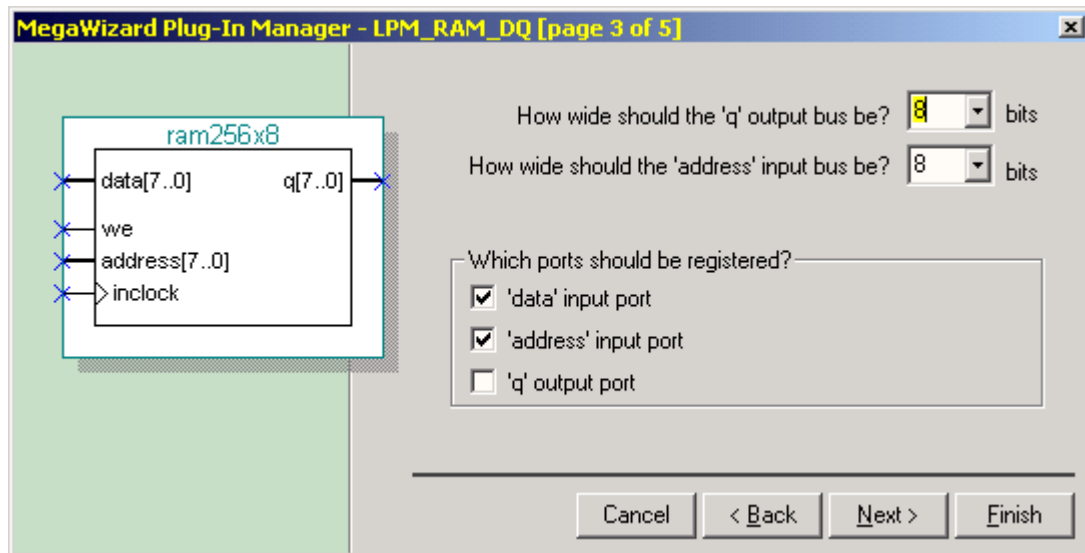 MegaWizard Plug-In Manager - LPM_RAM_DQ [page 3 of 5]
ram256x8
data[7..0] q[7..0]
we
address[7..0]
inclock
How wide should the 'q' output bus be? 8 bits
How wide should the 'address' input bus be? 8 bits
Which ports should be registered?
'data' input port
'address' input port
'q' output port
Cancel < Back Next > Finish